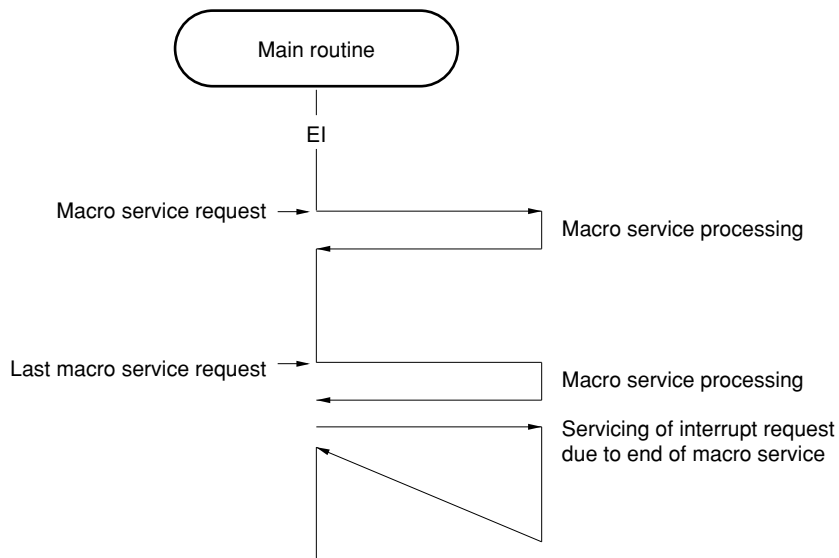 Main routine
EI
Macro service request
Macro service processing
Last macro service request
Macro service processing
Servicing of interrupt request
due to end of macro service